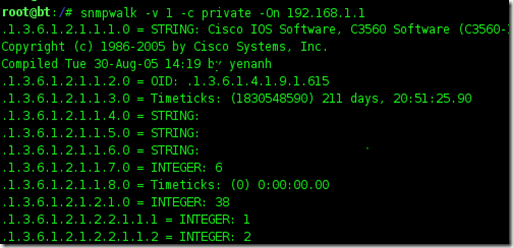 root@bt:/# snmpwalk -v 1 -c private -On 192.168.1.1
.1.3.6.1.2.1.1.1.0 = STRING: Cisco IOS Software, C3560 Software (C3560-
Copyright (c) 1986-2005 by Cisco Systems, Inc.
Compiled Tue 30-Aug-05 14:19 by yenanh
.1.3.6.1.2.1.1.2.0 = OID: .1.3.6.1.4.1.9.1.615
.1.3.6.1.2.1.1.3.0 = Timeticks: (1830548590) 211 days, 20:51:25.90
.1.3.6.1.2.1.1.4.0 = STRING:
.1.3.6.1.2.1.1.5.0 = STRING:
.1.3.6.1.2.1.1.6.0 = STRING:
.1.3.6.1.2.1.1.7.0 = INTEGER: 6
.1.3.6.1.2.1.1.8.0 = Timeticks: (0) 0:00:00.00
.1.3.6.1.2.1.2.1.0 = INTEGER: 38
.1.3.6.1.2.1.2.2.1.1.1 = INTEGER: 1
.1.3.6.1.2.1.2.2.1.1.2 = INTEGER: 2